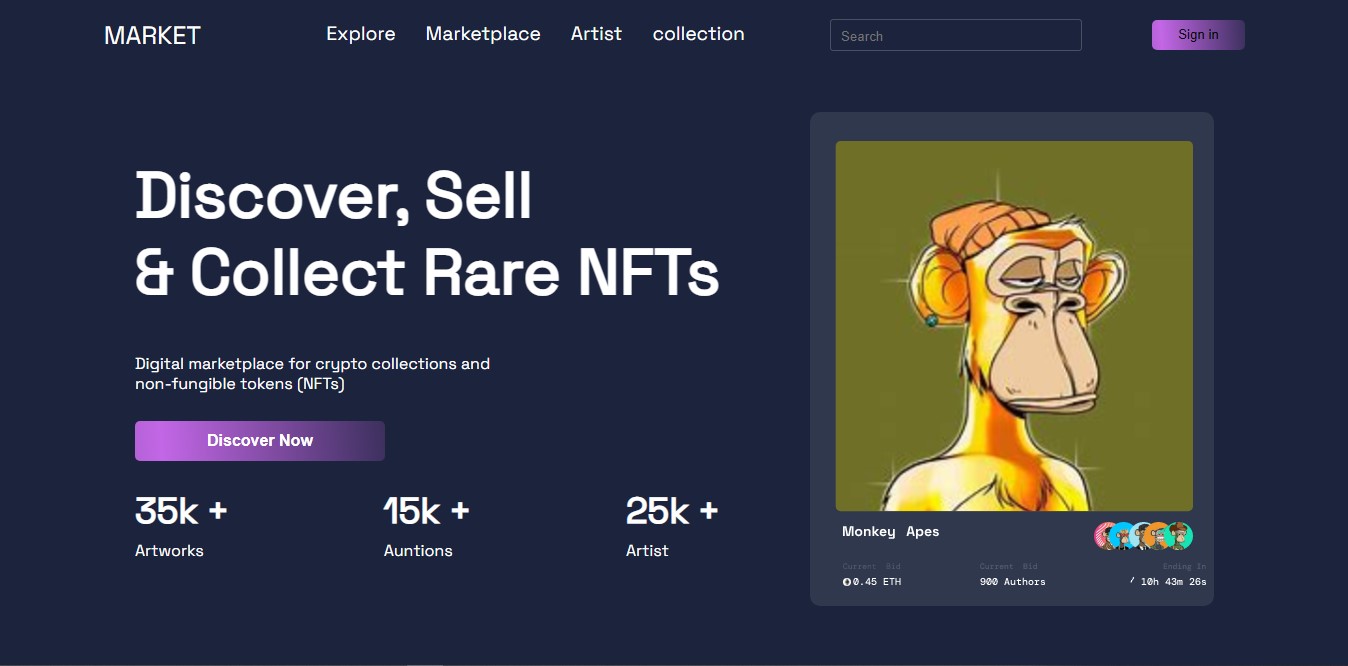 MARKET Explore Marketplace Artist collection Search Sign in
Discover, Sell
& Collect Rare NFTs
Digital marketplace for crypto collections and
non-fungible tokens (NFTs)
Discover Now
35k + 15k + 25k +
Artworks Auntions Artist
Monkey Apes
Current Bid Current Bid Ending In
0.45 ETH 900 Authors / 10h 43m 26s